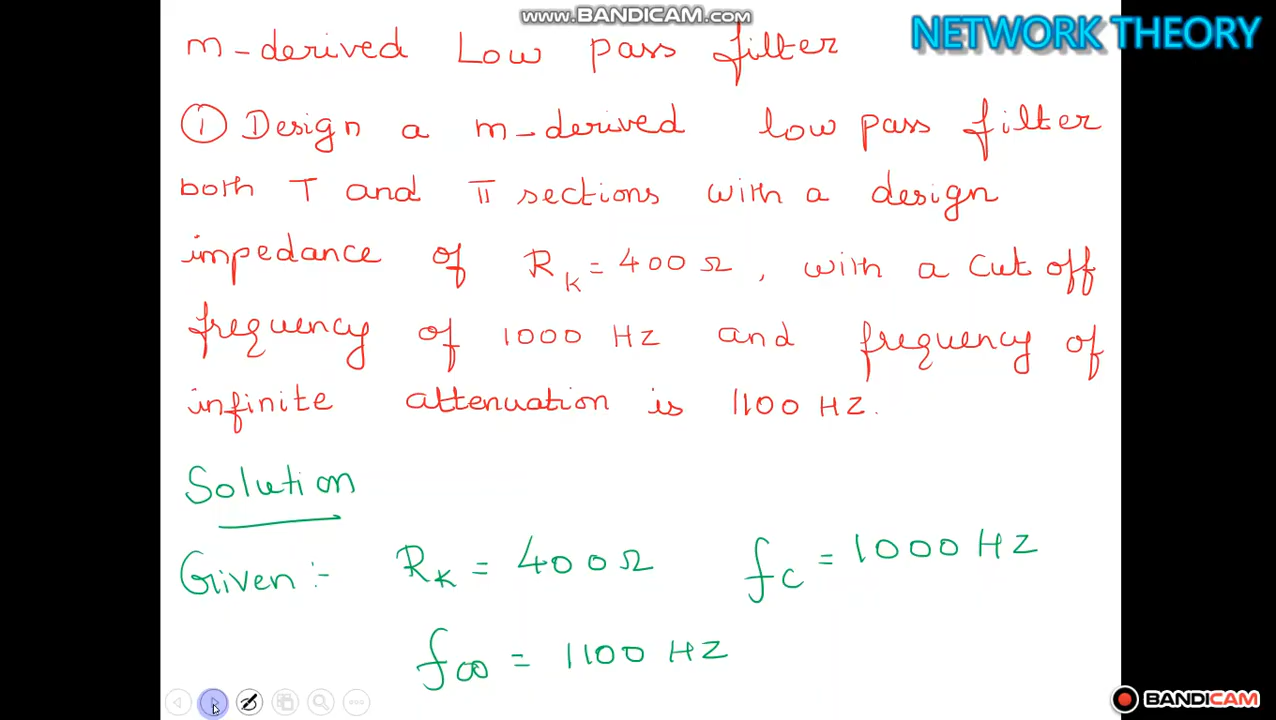 www.BANDICAM.com
NETWORK THEORY
m-derived Low pass filter
① Design a m-derived low pass filter
both T and π sections with a design
impedance of Rk = 400 Ω, with a cut off
frequency of 1000 HZ and frequency of
infinite attenuation is 1100 HZ.
Solution
Given :- RK = 400 Ω fc = 1000 HZ
f∞ = 1100 HZ
BANDICAM